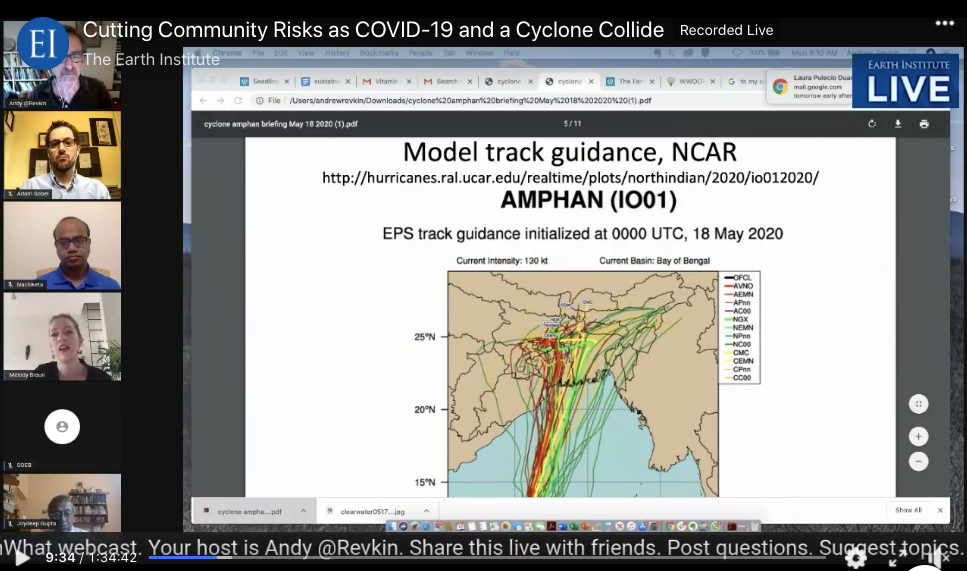 Cutting Community Risks as COVID-19 and a Cyclone Collide
Recorded Live
EI
The Earth Institute
Chrome File Edit View History Bookmarks People Tab Window Help
Mon 9:10 AM
EARTH INSTITUTE
LIVE
cyclone
cyclone
The Far
WWDO
File /Users/andrewrevkin/Downloads/cyclone%20amphan%20briefing%20May%2018%202020%20(1).pdf
mail.google.com
cyclone amphan briefing May 18 2020 (1).pdf
5 / 11
Model track guidance, NCAR
http://hurricanes.ral.ucar.edu/realtime/plots/northindian/2020/io012020/
AMPHAN (IO01)
EPS track guidance initialized at 0000 UTC, 18 May 2020
Current Intensity: 130 kt
Current Basin: Bay of Bengal
OFCL
AVNO
AEMN
APnn
AC00
NGX
NEMN
NPnn
NC00
CMC
CEMN
CPnn
CC00
25°N
20°N
15°N
Andy @Revkin
Adam Sobel
Nachiketa
Melody Braun
SOEB
Joydeep Gupta
cyclone ampha....pdf
clearwater0517....jpg
Show All
What webcast. Your host is Andy @Revkin. Share this live with friends. Post questions. Suggest topics.
9:34 / 1:34:42